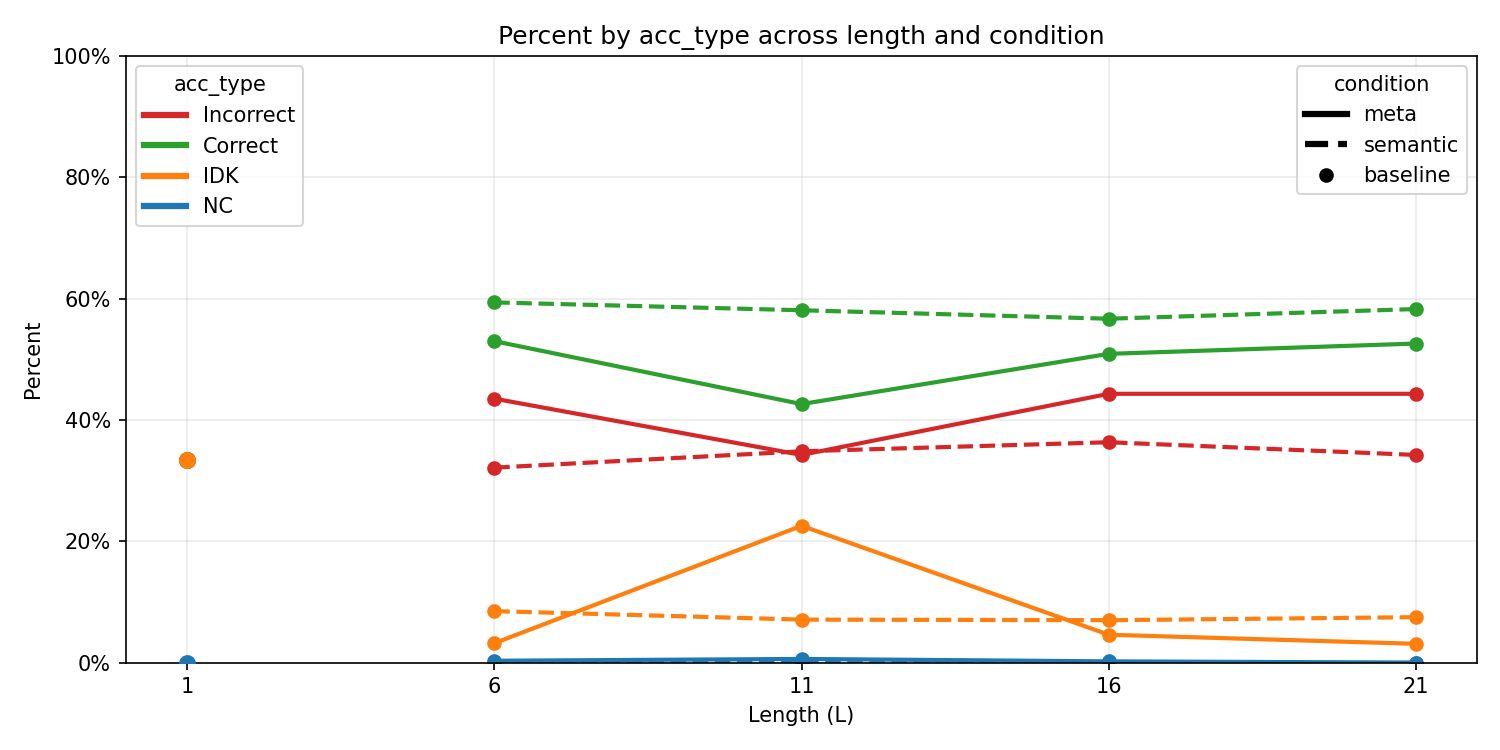 Percent by acc_type across length and condition
100%
80%
60%
40%
20%
0%
Percent
acc_type
Incorrect
Correct
IDK
NC
condition
meta
semantic
baseline
1
6
11
16
21
Length (L)